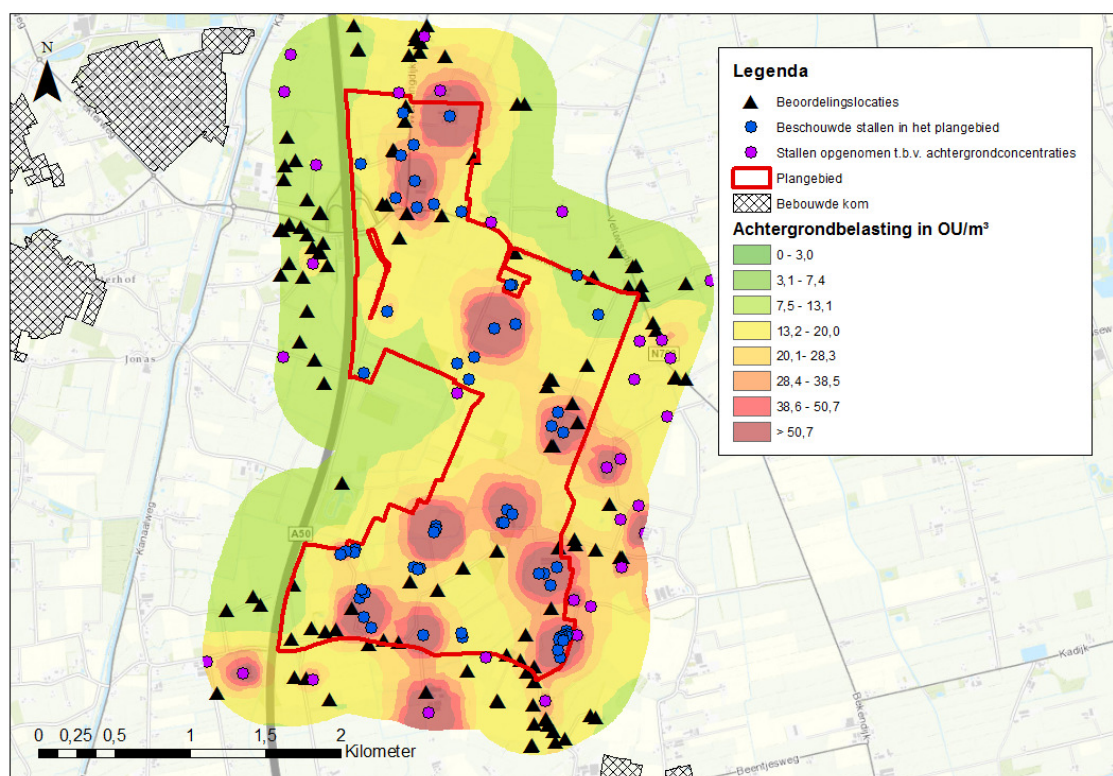 N
Legenda
Beoordelingslocaties
Beschouwde stallen in het plangebied
Stallen opgenomen t.b.v. achtergrondconcentraties
Plangebied
Bebouwde kom
Achtergrondbelasting in OU/m³
0 - 3,0
3,1 - 7,4
7,5 - 13,1
13,2 - 20,0
20,1- 28,3
28,4 - 38,5
38,6 - 50,7
> 50,7
Jonas
A50
Kanaalweg
Kadijk
Bekendijk
Beentjesweg
0 0,25 0,5 1 1,5 2
Kilometer